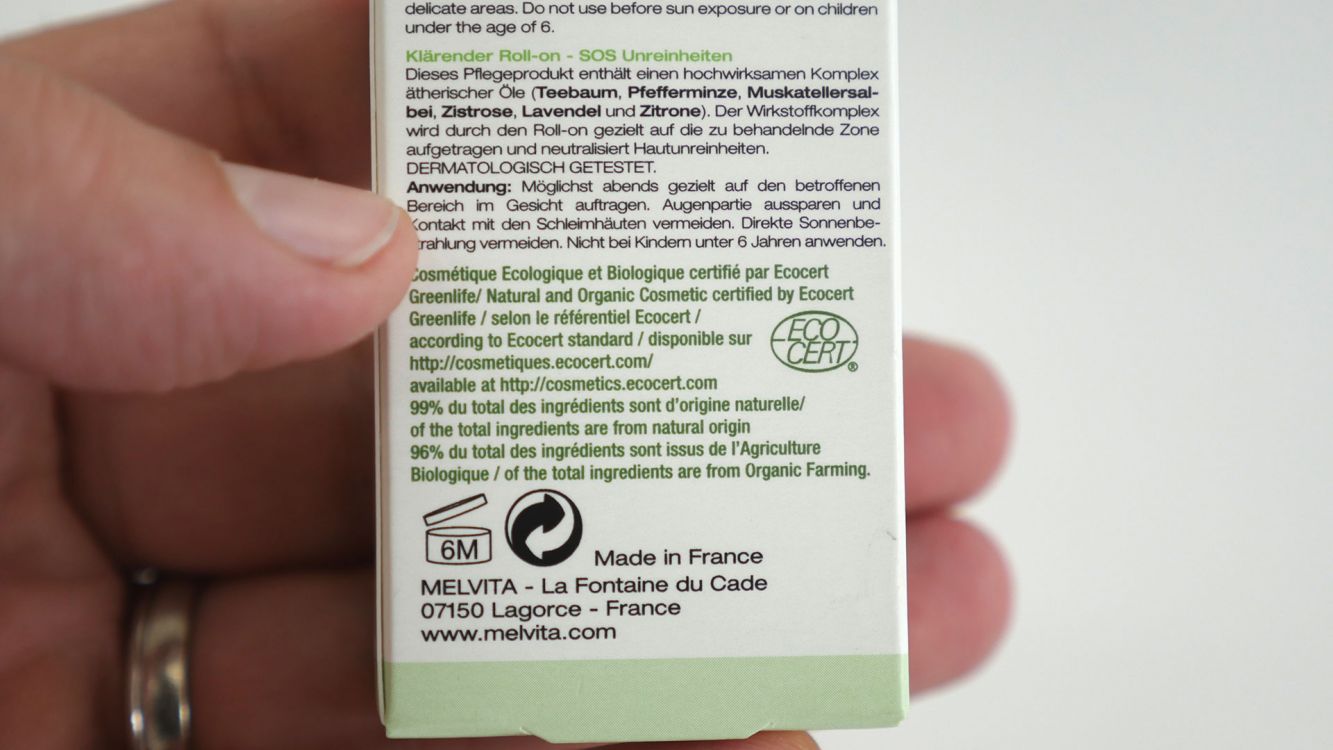 delicate areas. Do not use before sun exposure or on children
under the age of 6.
Klärender Roll-on - SOS Unreinheiten
Dieses Pflegeprodukt enthält einen hochwirksamen Komplex
ätherischer Öle (Teebaum, Pfefferminze, Muskatellersal-
bei, Zistrose, Lavendel und Zitrone). Der Wirkstoffkomplex
wird durch den Roll-on gezielt auf die zu behandelnde Zone
aufgetragen und neutralisiert Hautunreinheiten.
DERMATOLOGISCH GETESTET.
Anwendung: Möglichst abends gezielt auf den betroffenen
Bereich im Gesicht auftragen. Augenpartie aussparen und
Kontakt mit den Schleimhäuten vermeiden. Direkte Sonnenbe-
strahlung vermeiden. Nicht bei Kindern unter 6 Jahren anwenden.
Cosmétique Ecologique et Biologique certifié par Ecocert
Greenlife/ Natural and Organic Cosmetic certified by Ecocert
Greenlife / selon le référentiel Ecocert /
according to Ecocert standard / disponible sur
http://cosmetiques.ecocert.com/
available at http://cosmetics.ecocert.com
ECO
CERT®
99% du total des ingrédients sont d'origine naturelle/
of the total ingredients are from natural origin
96% du total des ingrédients sont issus de l'Agriculture
Biologique / of the total ingredients are from Organic Farming.
6M
Made in France
MELVITA - La Fontaine du Cade
07150 Lagorce - France
www.melvita.com